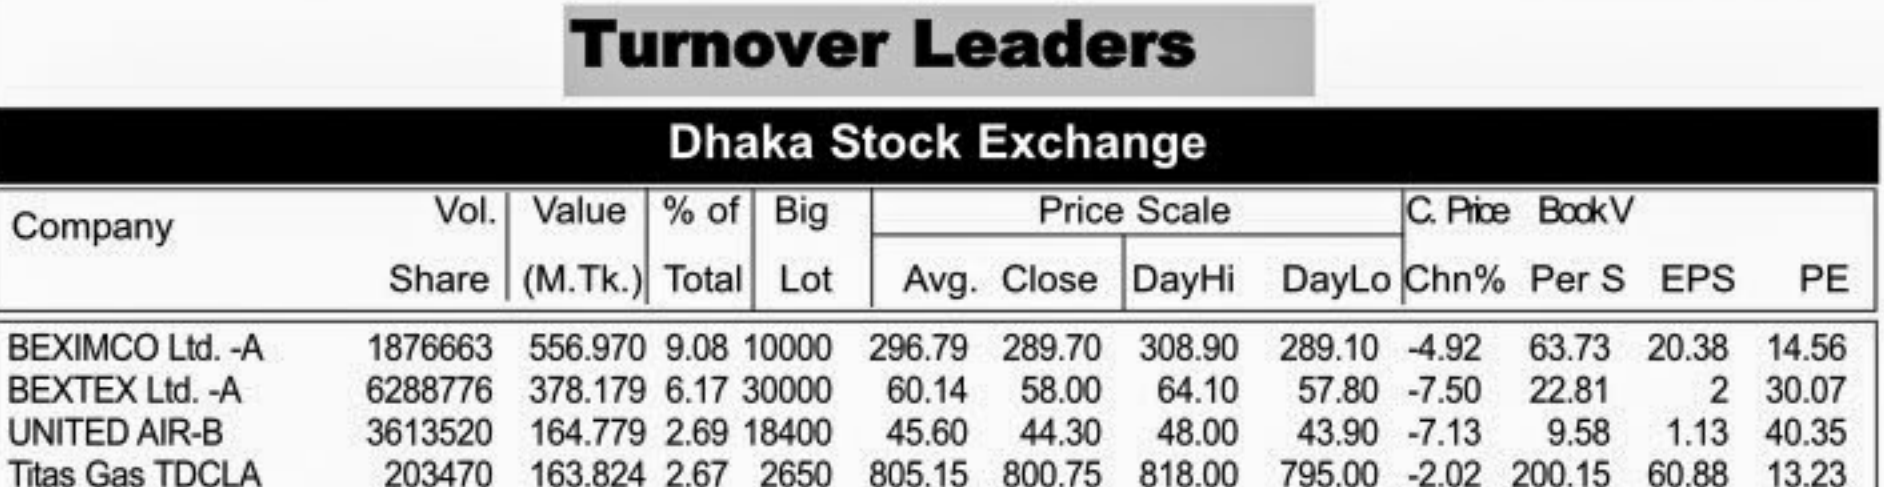 Turnover Leaders
Dhaka Stock Exchange
Company Vol. Share Value (M.Tk.) % of Total Big Lot Price Scale Avg. Close DayHi DayLo C. Price Chn% BookV Per S EPS PE
BEXIMCO Ltd. -A 1876663 556.970 9.08 10000 296.79 289.70 308.90 289.10 -4.92 63.73 20.38 14.56
BEXTEX Ltd. -A 6288776 378.179 6.17 30000 60.14 58.00 64.10 57.80 -7.50 22.81 2 30.07
UNITED AIR-B 3613520 164.779 2.69 18400 45.60 44.30 48.00 43.90 -7.13 9.58 1.13 40.35
Titas Gas TDCLA 203470 163.824 2.67 2650 805.15 800.75 818.00 795.00 -2.02 200.15 60.88 13.23